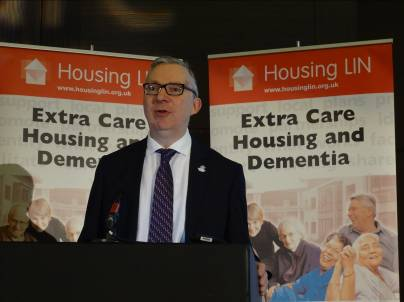 Housing LIN
www.housinglin.org.uk
Extra Care
Housing and
Dementia
Housing LIN
www.housinglin.org.uk
Extra Care
Housing and
Dementia